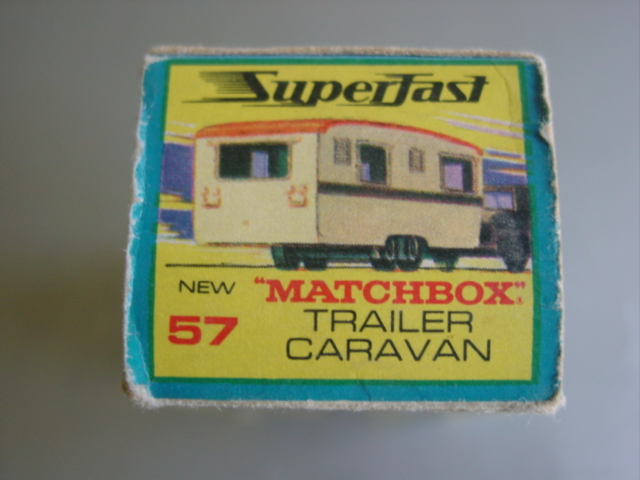 Superfast
NEW "MATCHBOX"
57 TRAILER
CARAVAN